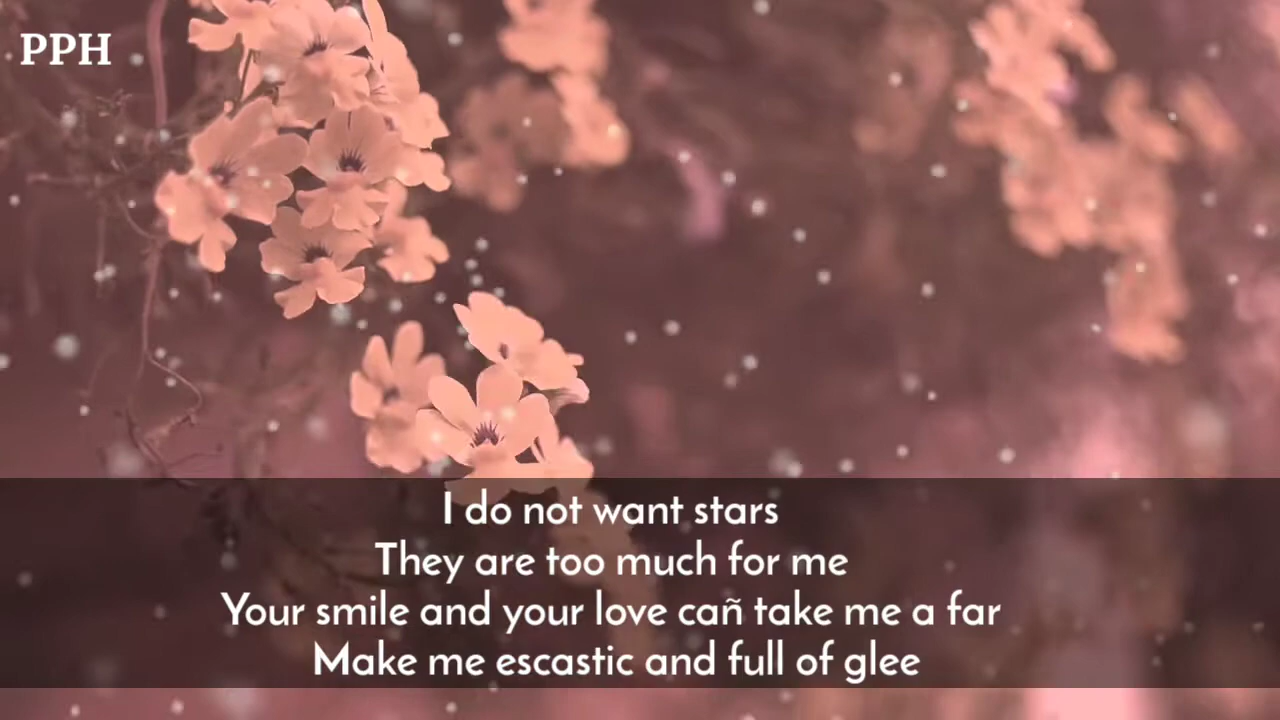 PPH
I do not want stars
They are too much for me
Your smile and your love cañ take me a far
Make me escastic and full of glee